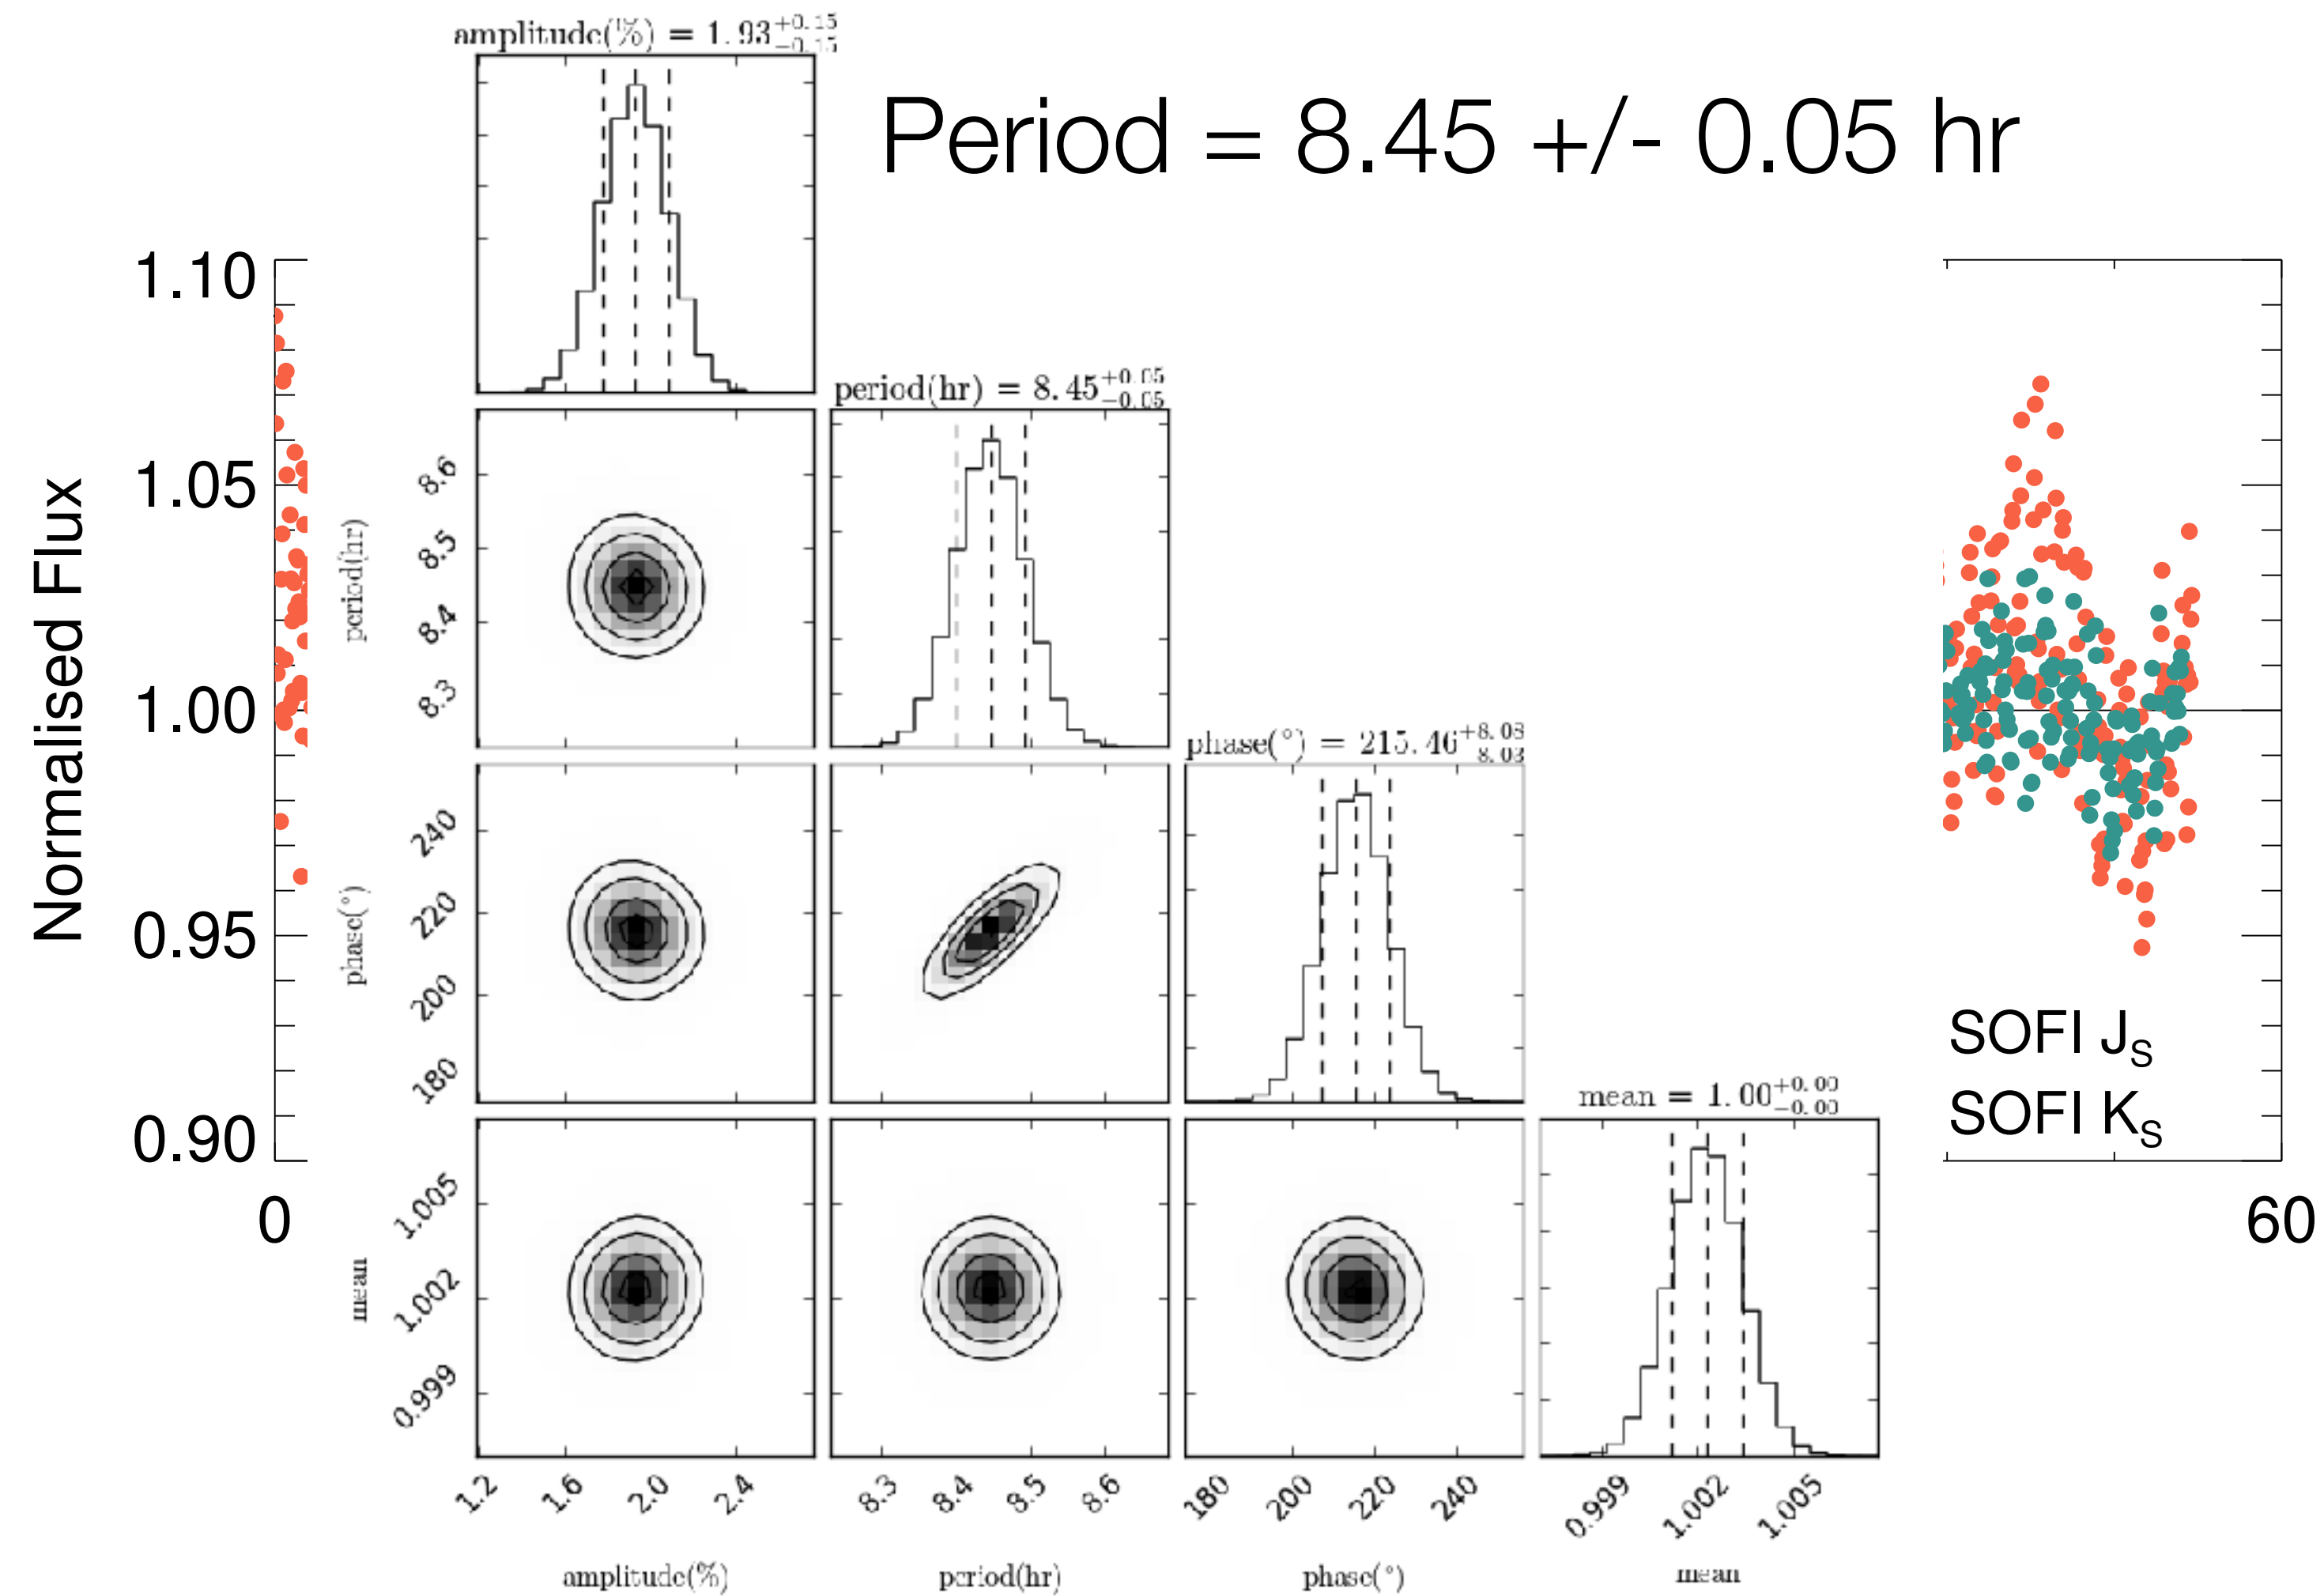 amplitude(%) = 1.93 +0.15 −0.15
Period = 8.45 +/- 0.05 hr
Normalised Flux
1.10
1.05
1.00
0.95
0.90
0
60
period(hr) = 8.45 +0.05 −0.05
period(hr)
8.6
8.5
8.4
8.3
phase(°) = 215.46 +8.08 8.03
phase(°)
240
220
200
180
SOFI JS
SOFI KS
mean = 1.00 +0.00 −0.00
mean
1.005
1.002
0.999
1.2 1.6 2.0 2.4
8.3 8.4 8.5 8.6
180 200 220 240
0.999 1.002 1.005
amplitude(%) period(hr) phase(°) mean